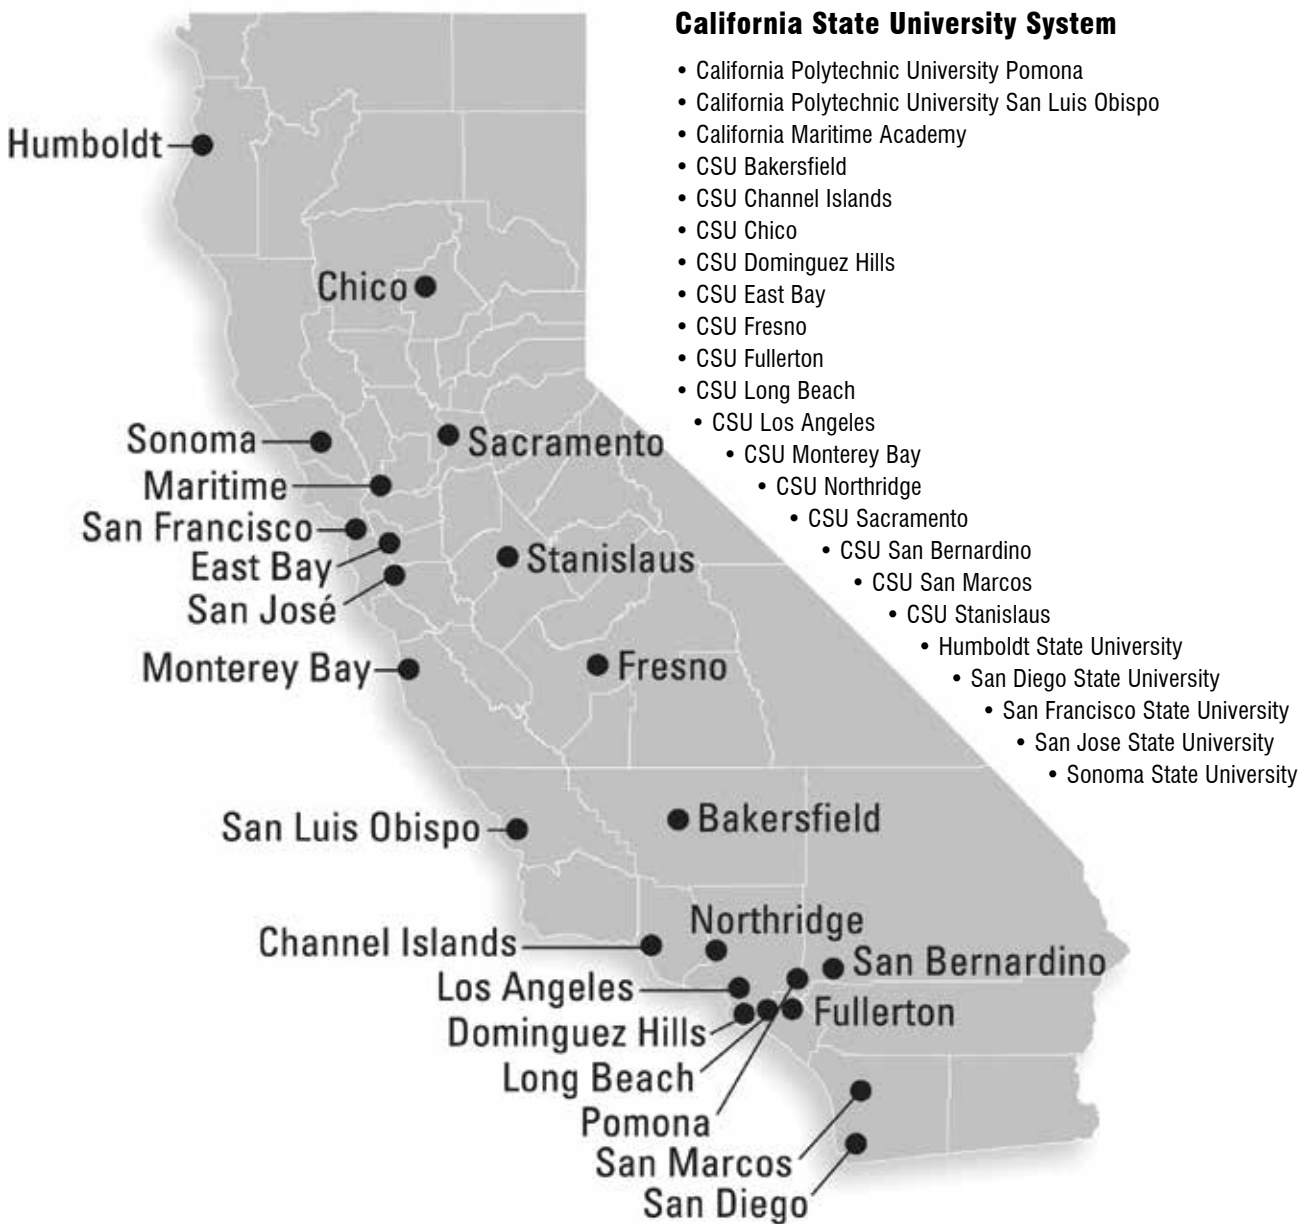 California State University System
• California Polytechnic University Pomona
• California Polytechnic University San Luis Obispo
• California Maritime Academy
• CSU Bakersfield
• CSU Channel Islands
• CSU Chico
• CSU Dominguez Hills
• CSU East Bay
• CSU Fresno
• CSU Fullerton
• CSU Long Beach
• CSU Los Angeles
• CSU Monterey Bay
• CSU Northridge
• CSU Sacramento
• CSU San Bernardino
• CSU San Marcos
• CSU Stanislaus
• Humboldt State University
• San Diego State University
• San Francisco State University
• San Jose State University
• Sonoma State University
Humboldt
Chico
Sonoma
Sacramento
Maritime
San Francisco
East Bay
Stanislaus
San José
Monterey Bay
Fresno
San Luis Obispo
Bakersfield
Northridge
Channel Islands
San Bernardino
Los Angeles
Fullerton
Dominguez Hills
Long Beach
Pomona
San Marcos
San Diego